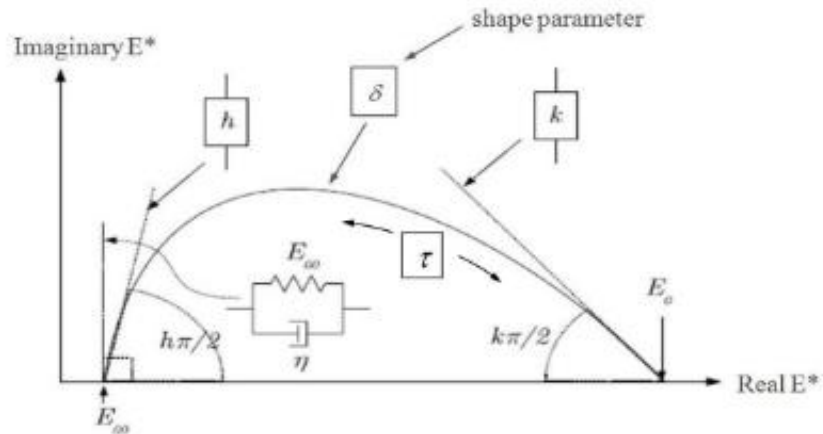 shape parameter
Imaginary E*
h
δ
k
τ
E∞
E₀
hπ/2
kπ/2
η
Real E*
E∞